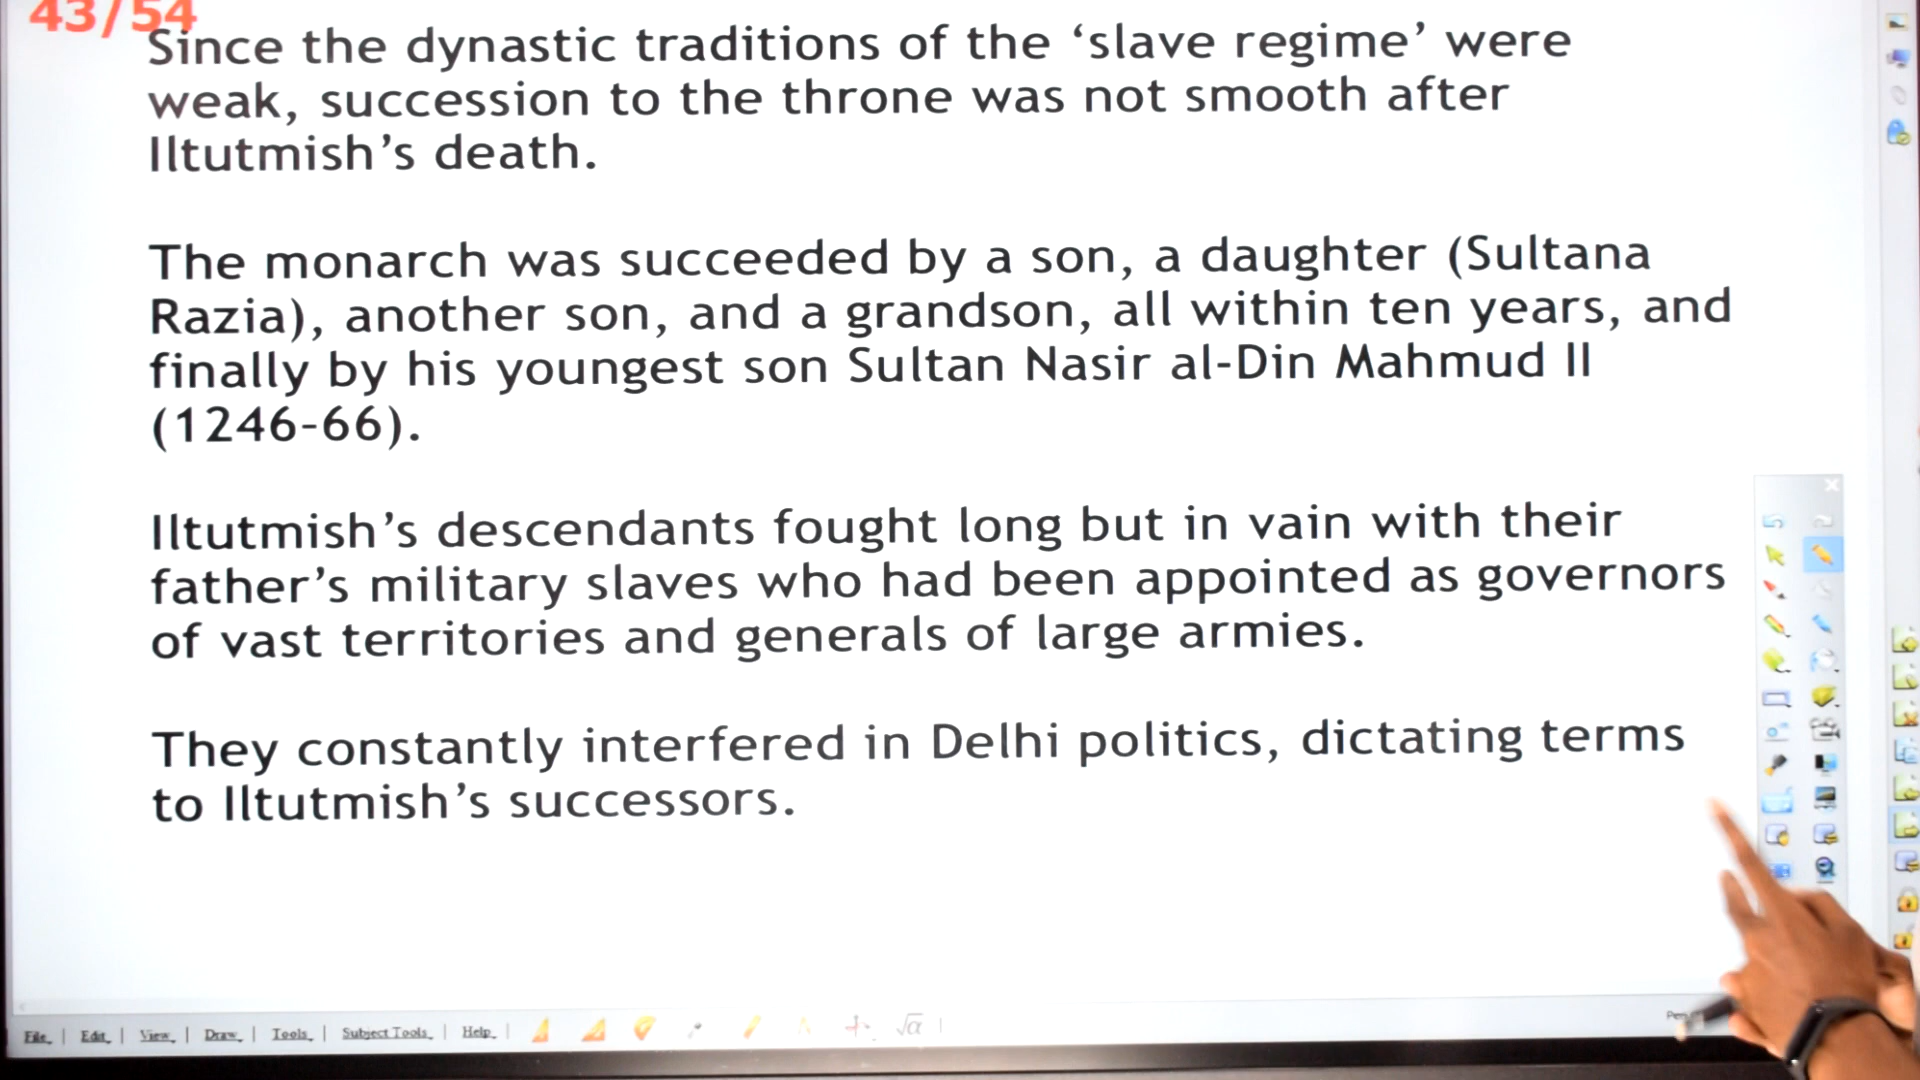 43/54
Since the dynastic traditions of the ‘slave regime’ were
weak, succession to the throne was not smooth after
Iltutmish’s death.
The monarch was succeeded by a son, a daughter (Sultana
Razia), another son, and a grandson, all within ten years, and
finally by his youngest son Sultan Nasir al-Din Mahmud II
(1246-66).
Iltutmish’s descendants fought long but in vain with their
father’s military slaves who had been appointed as governors
of vast territories and generals of large armies.
They constantly interfered in Delhi politics, dictating terms
to Iltutmish’s successors.
File | Edit | View | Draw | Tools | Subject Tools | Help |
√α